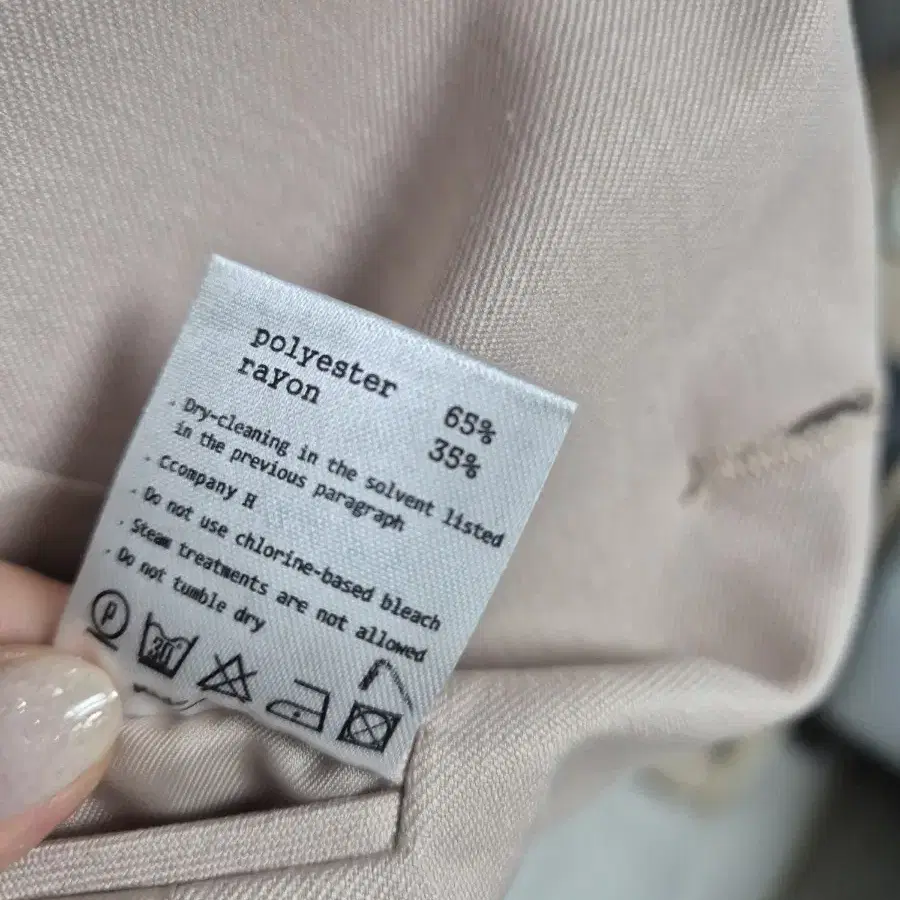 polyester 65%
rayon 35%
. Dry-cleaning in the solvent listed
in the previous paragraph
. Ccompany H
. Do not use chlorine-based bleach
. Steam treatments are not allowed
. Do not tumble dry
P
30°